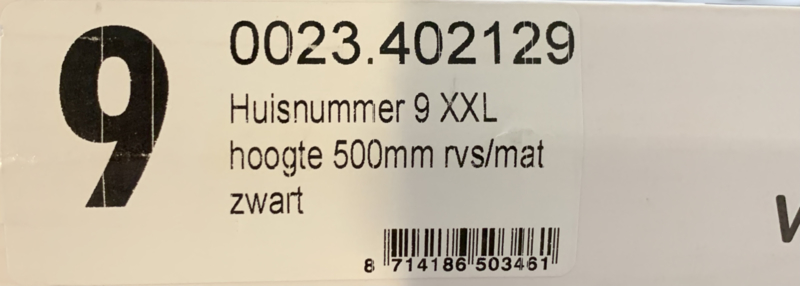 9
0023.402129
Huisnummer 9 XXL
hoogte 500mm rvs/mat
zwart
8 714186 503461